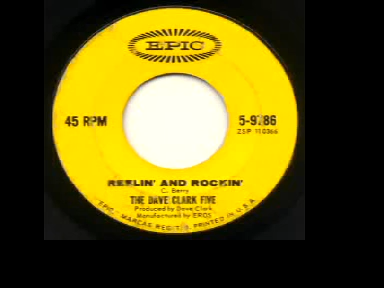 EPIC
45 RPM
5-9786
ZSP 110366
REELIN' AND ROCKIN'
C. Berry
THE DAVE CLARK FIVE
Produced by Dave Clark
Manufactured by EROS
EPIC - MARCAS REG. T.M. PRINTED IN U.S.A.